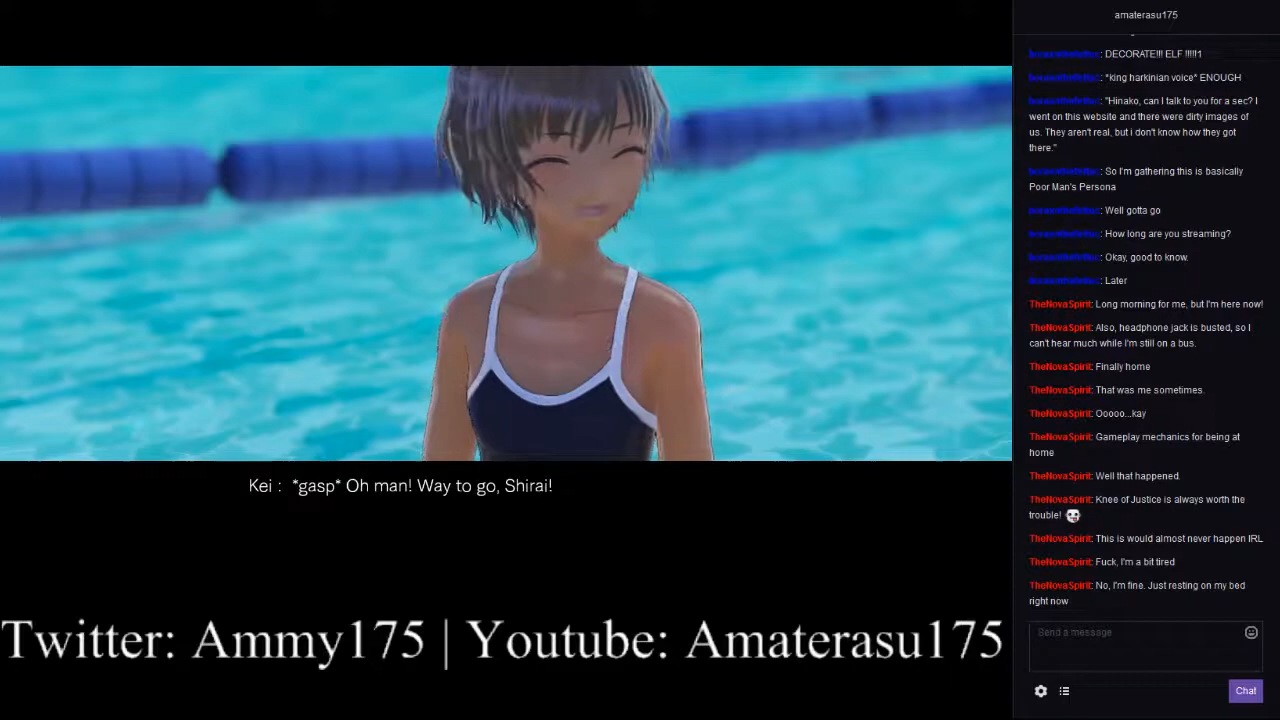 amaterasu175
: DECORATE!!! ELF !!!!!1
: *king harkinian voice* ENOUGH
: "Hinako, can I talk to you for a sec? I
went on this website and there were dirty images of
us. They aren't real, but i don't know how they got
there."
: So I'm gathering this is basically
Poor Man's Persona
: Well gotta go
: How long are you streaming?
: Okay, good to know.
: Later
TheNovaSpirit: Long morning for me, but I'm here now!
TheNovaSpirit: Also, headphone jack is busted, so I
can't hear much while I'm still on a bus.
TheNovaSpirit: Finally home
TheNovaSpirit: That was me sometimes.
TheNovaSpirit: Ooooo...kay
TheNovaSpirit: Gameplay mechanics for being at
home
TheNovaSpirit: Well that happened.
TheNovaSpirit: Knee of Justice is always worth the
trouble!
TheNovaSpirit: This is would almost never happen IRL
TheNovaSpirit: Fuck, I'm a bit tired
TheNovaSpirit: No, I'm fine. Just resting on my bed
right now
Send a message
Chat
Kei : *gasp* Oh man! Way to go, Shirai!
Twitter: Ammy175 | Youtube: Amaterasu175